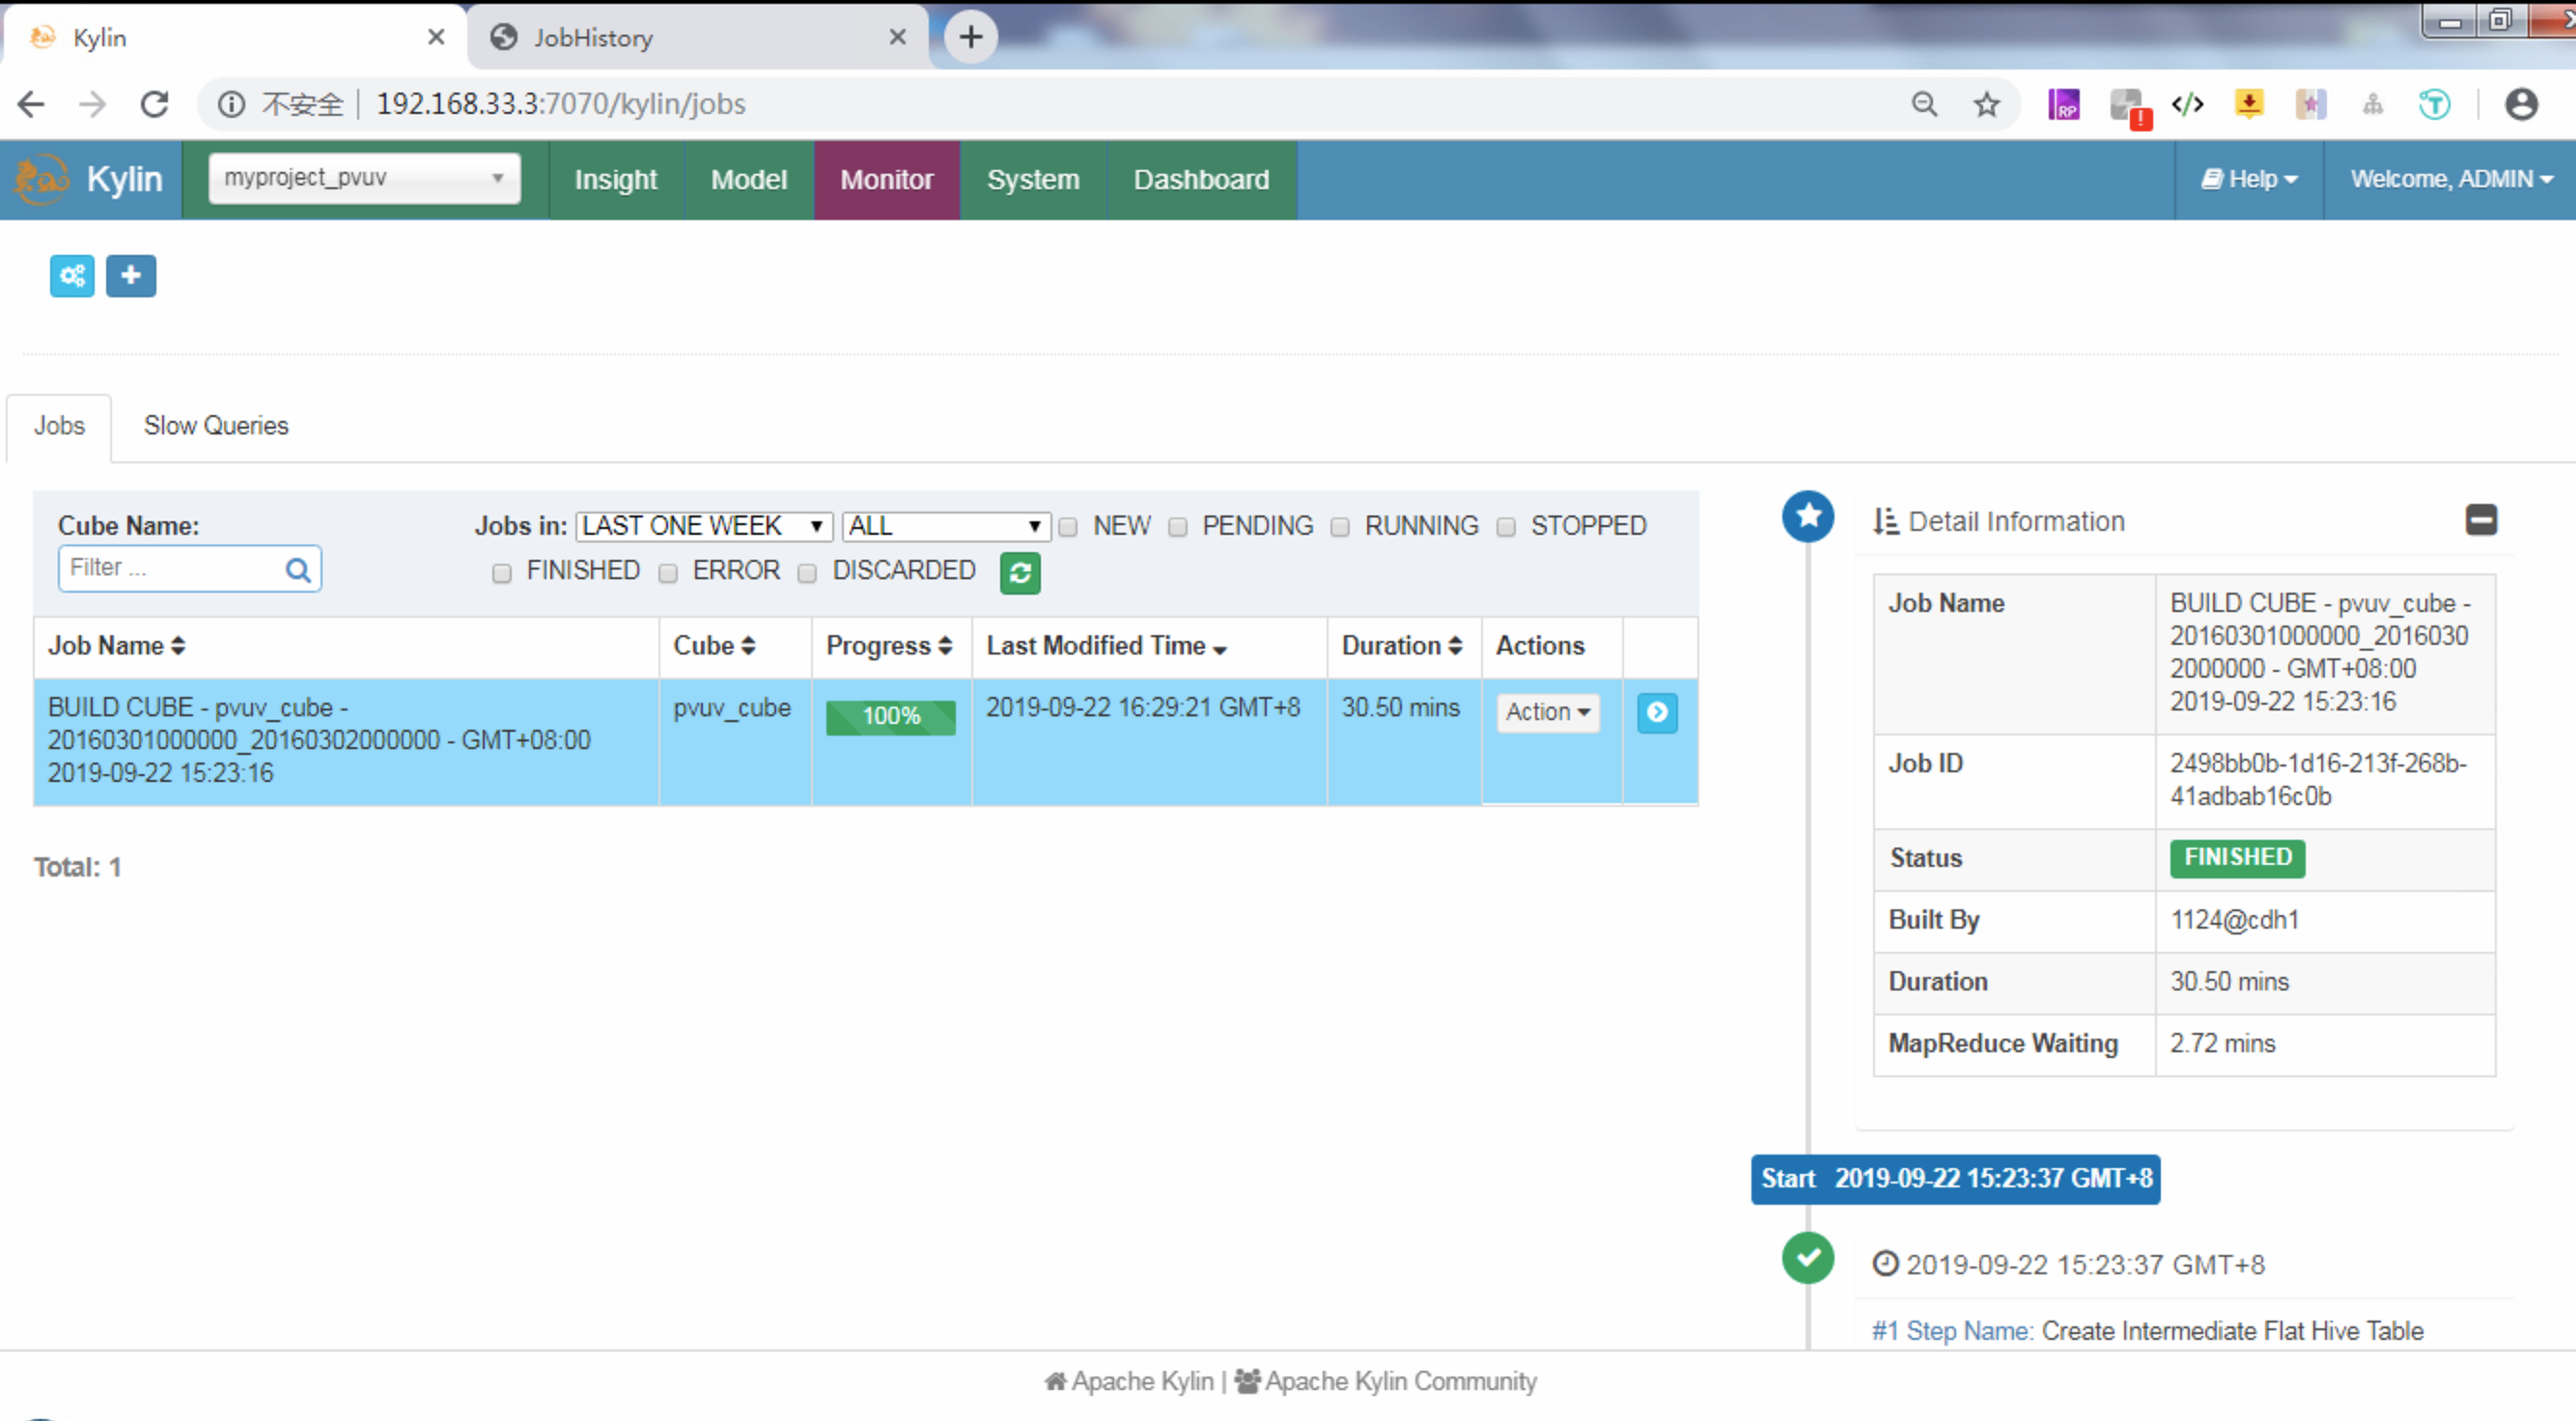 Kylin
JobHistory
不安全 192.168.33.3:7070/kylin/jobs
RP
Kylin
myproject_pvuv
Insight
Model
Monitor
System
Dashboard
Help
Welcome, ADMIN
Jobs
Slow Queries
Cube Name:
Filter ...
Jobs in: LAST ONE WEEK ALL NEW PENDING RUNNING STOPPED
FINISHED ERROR DISCARDED
Job Name Cube Progress Last Modified Time Duration Actions
BUILD CUBE - pvuv_cube -
20160301000000_20160302000000 - GMT+08:00
2019-09-22 15:23:16
pvuv_cube
100%
2019-09-22 16:29:21 GMT+8
30.50 mins
Action
Total: 1
Detail Information
Job Name
BUILD CUBE - pvuv_cube -
20160301000000_2016030
2000000 - GMT+08:00
2019-09-22 15:23:16
Job ID
2498bb0b-1d16-213f-268b-
41adbab16c0b
Status
FINISHED
Built By
1124@cdh1
Duration
30.50 mins
MapReduce Waiting
2.72 mins
Start 2019-09-22 15:23:37 GMT+8
2019-09-22 15:23:37 GMT+8
#1 Step Name: Create Intermediate Flat Hive Table
Apache Kylin | Apache Kylin Community